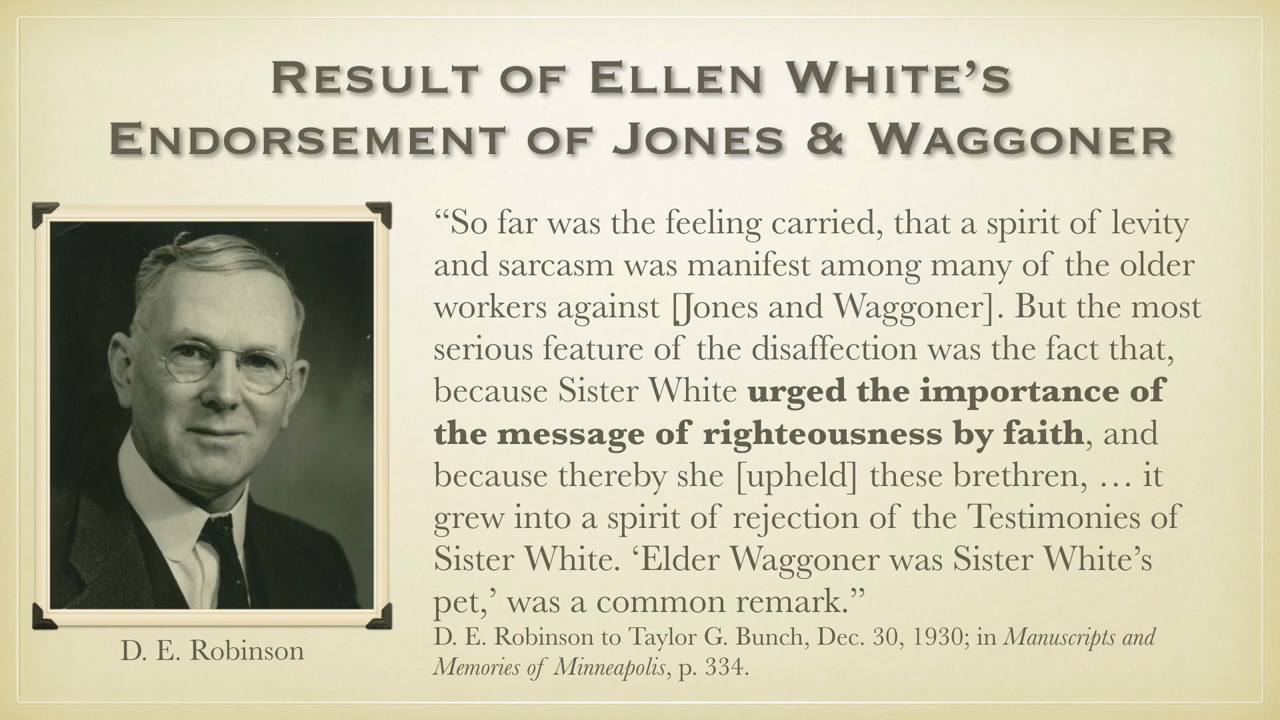 Result of Ellen White’s
Endorsement of Jones & Waggoner
“So far was the feeling carried, that a spirit of levity
and sarcasm was manifest among many of the older
workers against [Jones and Waggoner]. But the most
serious feature of the disaffection was the fact that,
because Sister White urged the importance of
the message of righteousness by faith, and
because thereby she [upheld] these brethren, … it
grew into a spirit of rejection of the Testimonies of
Sister White. ‘Elder Waggoner was Sister White’s
pet,’ was a common remark.”
D. E. Robinson to Taylor G. Bunch, Dec. 30, 1930; in Manuscripts and
Memories of Minneapolis, p. 334.
D. E. Robinson